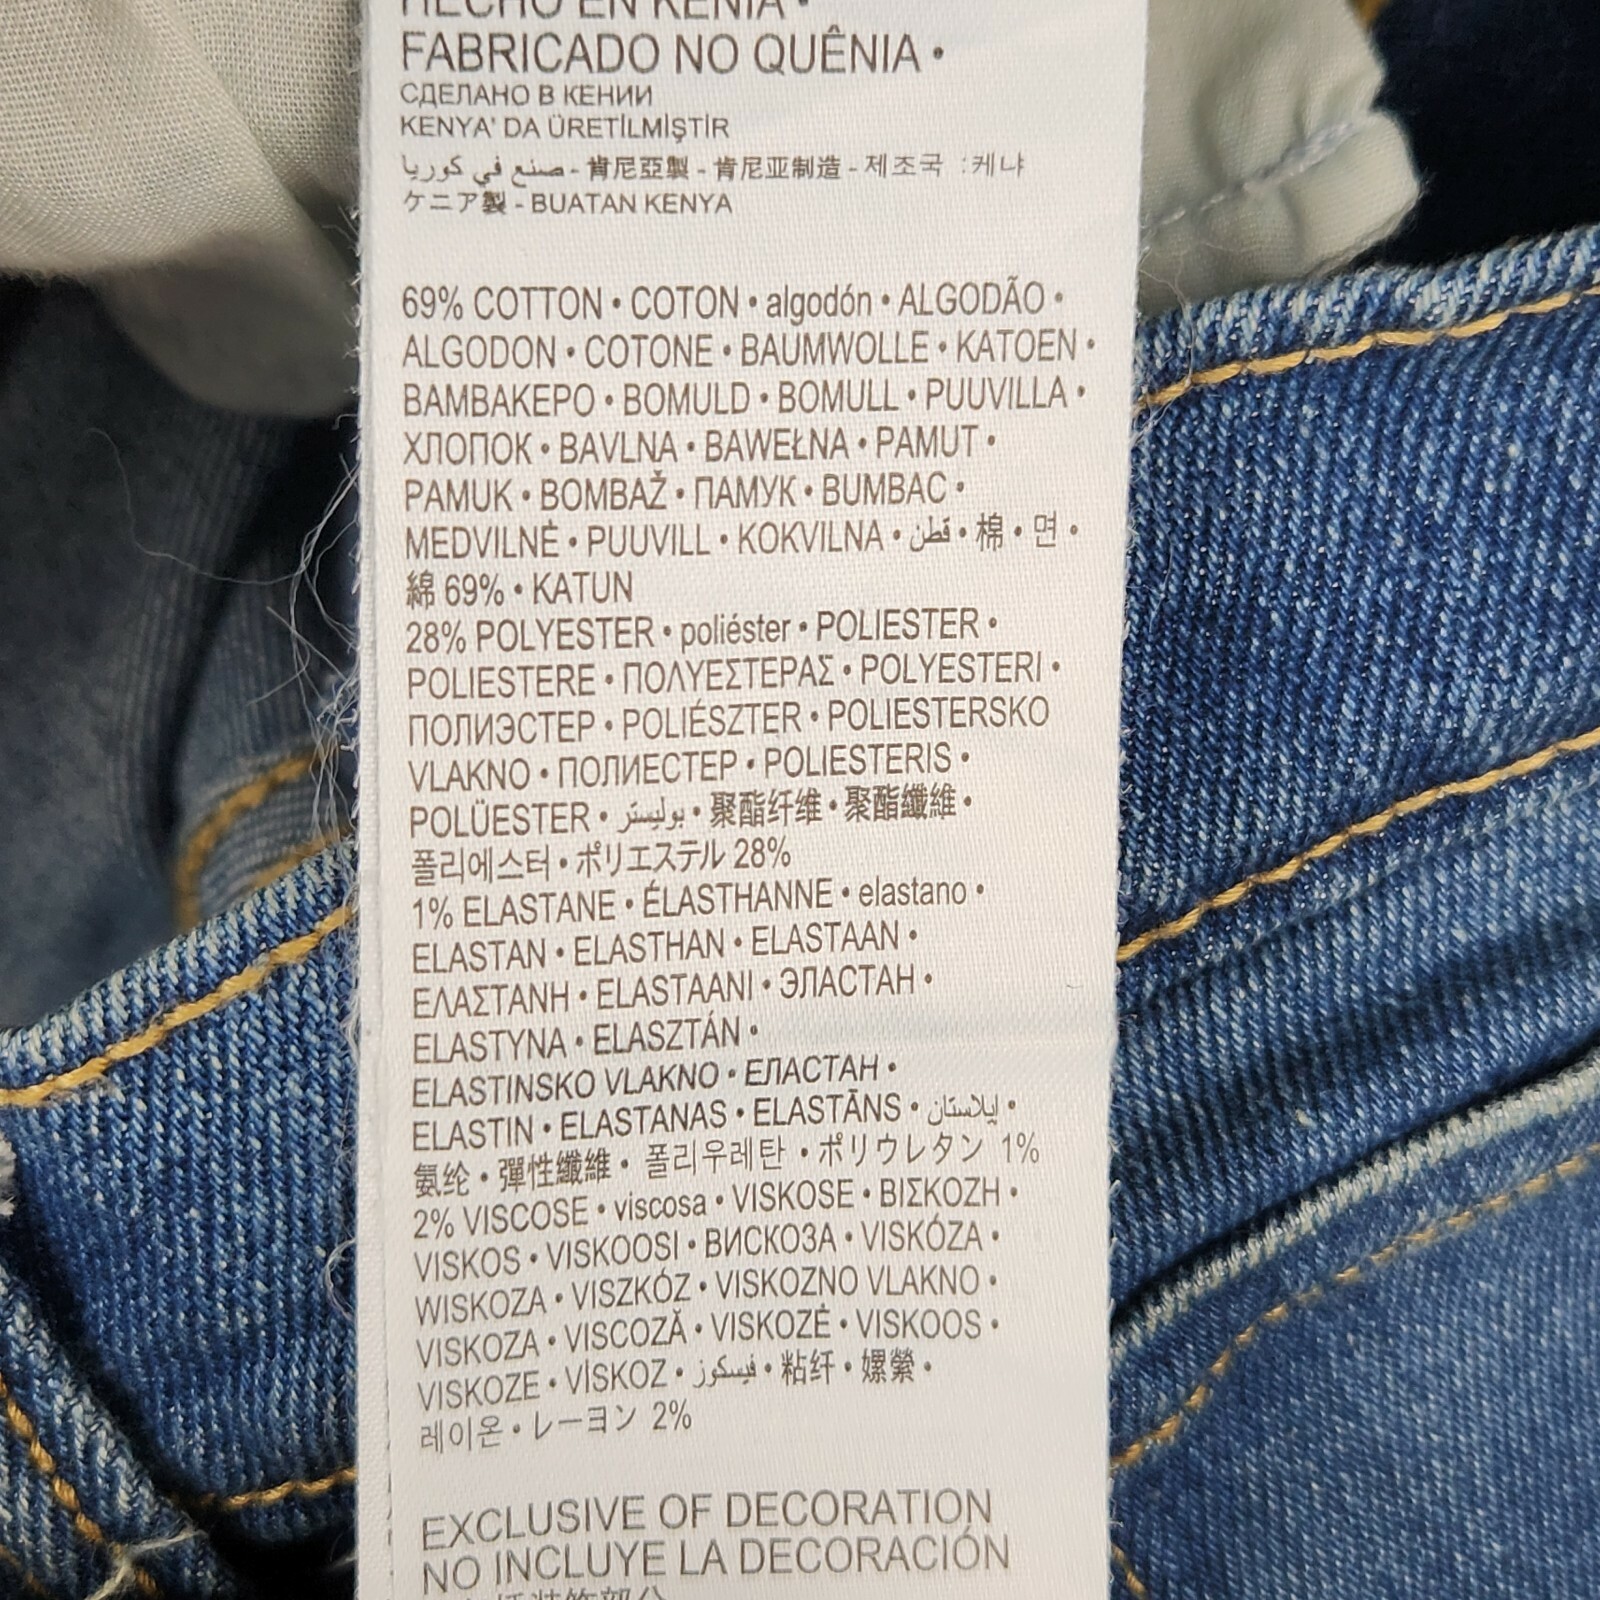 HECHO EN KENIA •
FABRICADO NO QUÊNIA •
СДЕЛАНО В КЕНИИ
KENYA' DA ÜRETİLMİŞTİR
صنع في كوريا - 肯尼亞製 - 肯尼亚制造 - 제조국 : 케냐
ケニア製 - BUATAN KENYA
69% COTTON • COTON • algodón • ALGODÃO •
ALGODON • COTONE • BAUMWOLLE • KATOEN •
ΒΑΜΒΑΚΕΡΟ • BOMULD • BOMULL • PUUVILLA •
ХЛОПОК • BAVLNA • BAWEŁNA • PAMUT •
PAMUK • BOMBAŽ • ПАМУК • BUMBAC •
MEDVILNĖ • PUUVILL • KOKVILNA • قطن • 棉 • 면 •
綿 69% • KATUN
28% POLYESTER • poliéster • POLIESTER •
POLIESTERE • ΠΟΛΥΕΣΤΕΡΑΣ • POLYESTERI •
ПОЛИЭСТЕР • POLIÉSZTER • POLIESTERSKO
VLAKNO • ПОЛИЕСТЕР • POLIESTERIS •
POLÜESTER • بوليستر • 聚酯纤维 • 聚酯纖維 •
폴리에스터 • ポリエステル 28%
1% ELASTANE • ÉLASTHANNE • elastano •
ELASTAN • ELASTHAN • ELASTAAN •
ΕΛΑΣΤΑΝΗ • ELASTAANI • ЭЛАСТАН •
ELASTYNA • ELASZTÁN •
ELASTINSKO VLAKNO • ЕЛАСТАН •
ELASTIN • ELASTANAS • ELASTĀNS • إيلاستان •
氨纶 • 彈性纖維 • 폴리우레탄 • ポリウレタン 1%
2% VISCOSE • viscosa • VISKOSE • ΒΙΣΚΟΖΗ •
VISKOS • VISKOOSI • ВИСКОЗА • VISKÓZA •
WISKOZA • VISZKÓZ • VISKOZNO VLAKNO •
VISKOZA • VISCOZĂ • VISKOZĖ • VISKOOS •
VISKOZE • VİSKOZ • فيسكوز • 粘纤 • 嫘縈 •
레이온 • レーヨン 2%
EXCLUSIVE OF DECORATION
NO INCLUYE LA DECORACIÓN